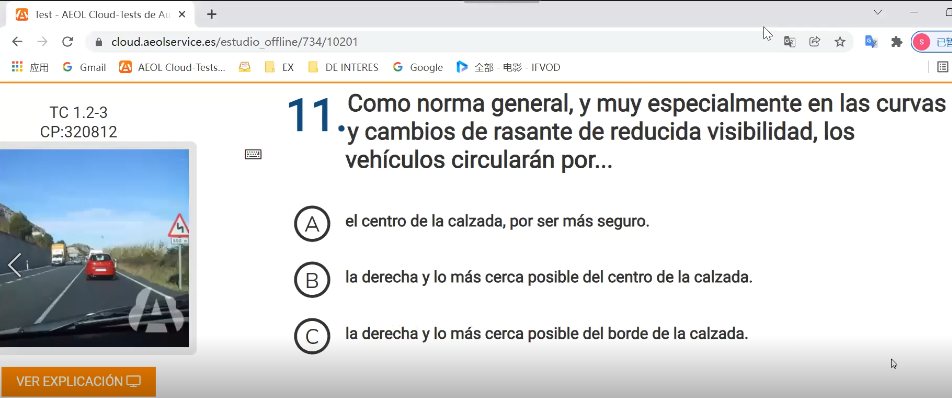 Test - AEOL Cloud-Tests de Au
cloud.aeolservice.es/estudio_offline/734/10201
应用 Gmail AEOL Cloud-Tests... EX DE INTERES Google 全部 - 电影 - IFVOD
TC 1.2-3
CP:320812
11. Como norma general, y muy especialmente en las curvas
y cambios de rasante de reducida visibilidad, los
vehículos circularán por...
A el centro de la calzada, por ser más seguro.
B la derecha y lo más cerca posible del centro de la calzada.
C la derecha y lo más cerca posible del borde de la calzada.
VER EXPLICACIÓN